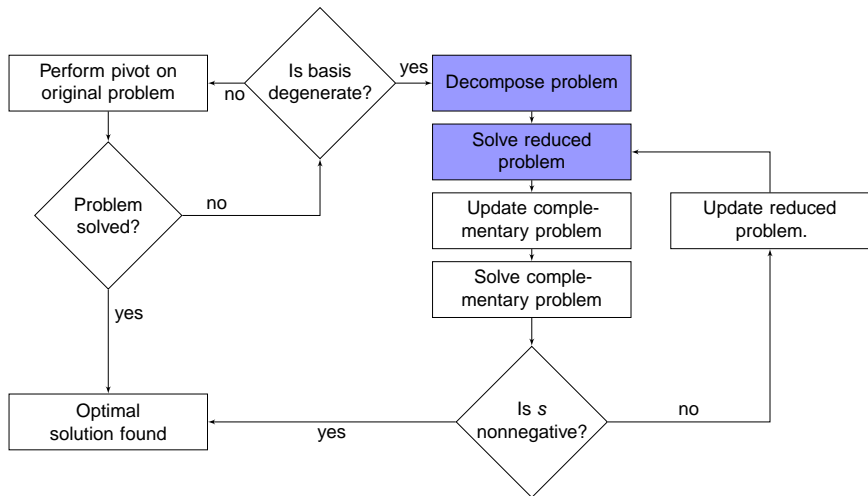 Perform pivot on
original problem
no
Is basis
degenerate?
yes
Decompose problem
Solve reduced
problem
Problem
solved?
no
Update comple-
mentary problem
Update reduced
problem.
Solve comple-
mentary problem
yes
Optimal
solution found
yes
Is s
nonnegative?
no